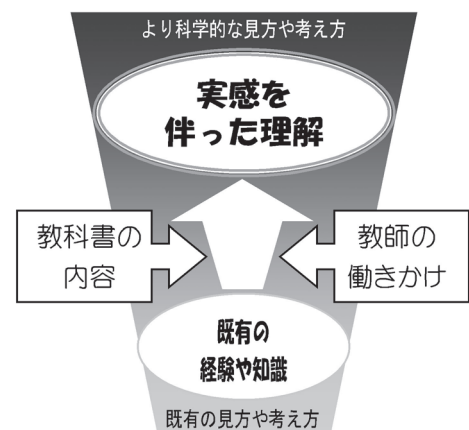 より科学的な見方や考え方
実感を
伴った理解
教科書の
内容
教師の
働きかけ
既有の
経験や知識
既有の見方や考え方